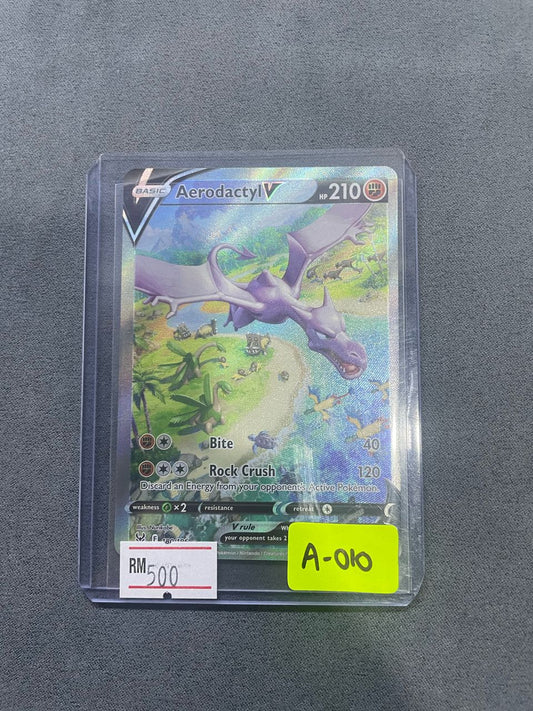 BASIC Aerodactyl V HP 210
Bite 40
Rock Crush 120
Discard an Energy from your opponent's Active Pokémon.
weakness ×2 resistance retreat
V rule
your opponent takes 2
RM 500
A-010